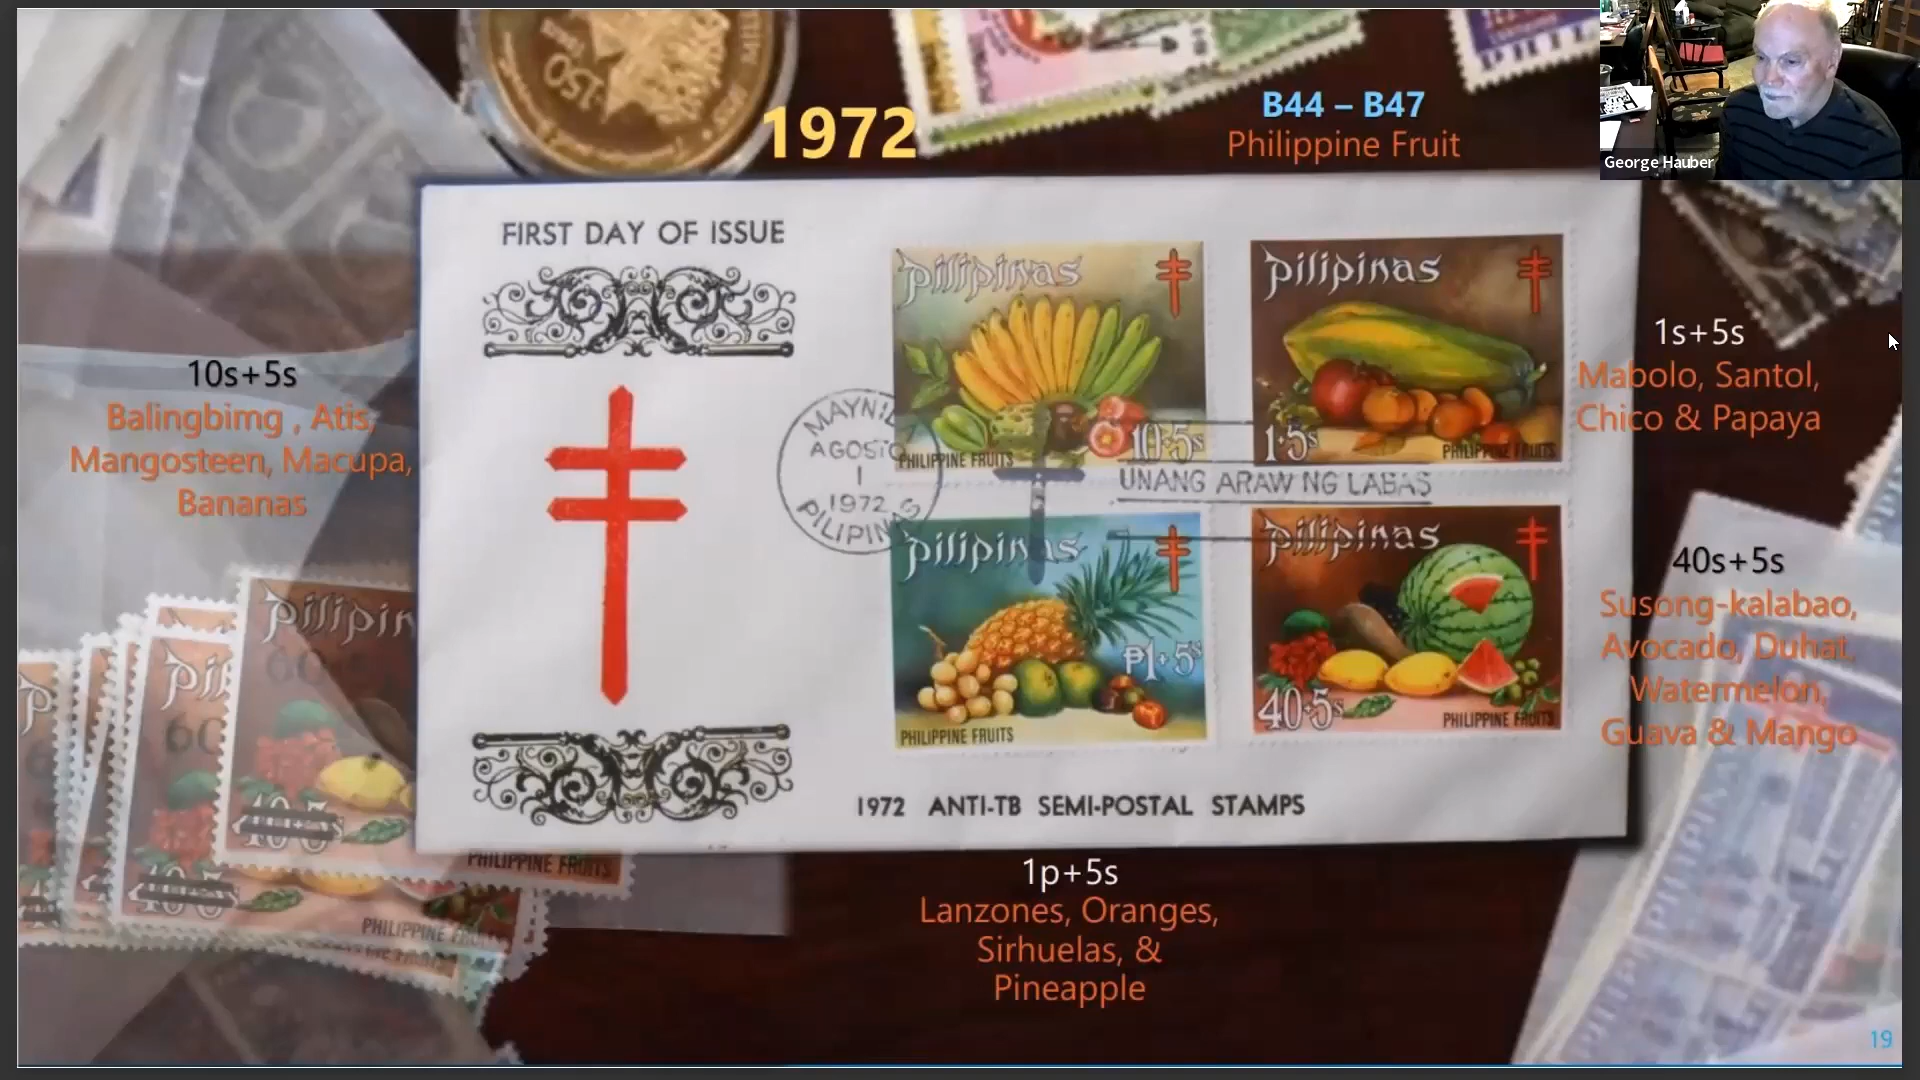 1972
B44 – B47
Philippine Fruit
George Hauber
FIRST DAY OF ISSUE
pilipinas
10+5s
PHILIPPINE FRUITS
pilipinas
1+5s
PHILIPPINE FRUITS
MAYNILA
AGOSTO
1
1972
PILIPINAS
UNANG ARAW NG LABAS
pilipinas
₱1+5s
PHILIPPINE FRUITS
pilipinas
40+5s
PHILIPPINE FRUITS
1972 ANTI-TB SEMI-POSTAL STAMPS
10s+5s
Balingbimg , Atis,
Mangosteen, Macupa,
Bananas
1s+5s
Mabolo, Santol,
Chico & Papaya
40s+5s
Susong-kalabao,
Avocado, Duhat,
Watermelon,
Guava & Mango
1p+5s
Lanzones, Oranges,
Sirhuelas, &
Pineapple
150
PHILIPPINE FRUITS
PHILIPPINE FRUITS
19